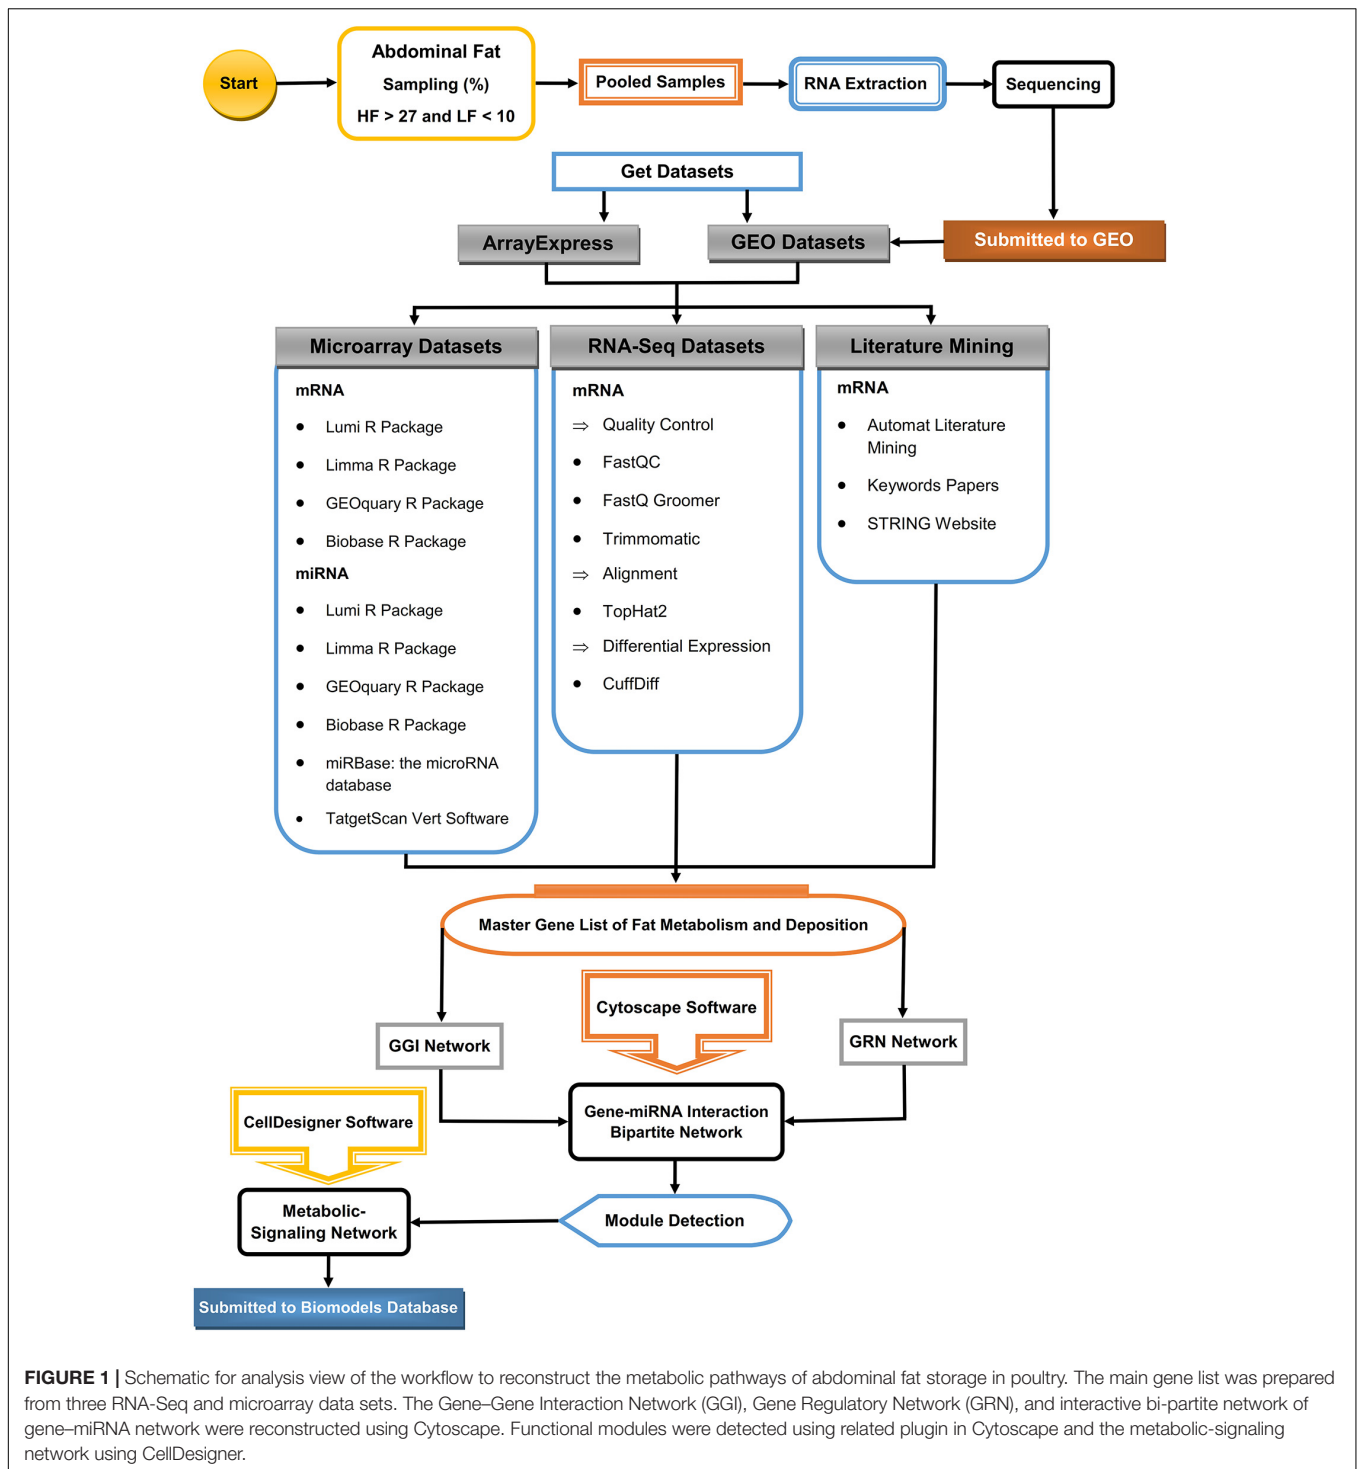 Start
Abdominal Fat
Sampling (%)
HF > 27 and LF < 10
Pooled Samples
RNA Extraction
Sequencing
Get Datasets
ArrayExpress
GEO Datasets
Submitted to GEO
Microarray Datasets
mRNA
● Lumi R Package
● Limma R Package
● GEOquary R Package
● Biobase R Package
miRNA
● Lumi R Package
● Limma R Package
● GEOquary R Package
● Biobase R Package
● miRBase: the microRNA
database
● TatgetScan Vert Software
RNA-Seq Datasets
mRNA
⇒ Quality Control
● FastQC
● FastQ Groomer
● Trimmomatic
⇒ Alignment
● TopHat2
⇒ Differential Expression
● CuffDiff
Literature Mining
mRNA
● Automat Literature
Mining
● Keywords Papers
● STRING Website
Master Gene List of Fat Metabolism and Deposition
Cytoscape Software
GGI Network
GRN Network
CellDesigner Software
Gene-miRNA Interaction
Bipartite Network
Metabolic-
Signaling Network
Module Detection
Submitted to Biomodels Database
FIGURE 1 | Schematic for analysis view of the workflow to reconstruct the metabolic pathways of abdominal fat storage in poultry. The main gene list was prepared
from three RNA-Seq and microarray data sets. The Gene–Gene Interaction Network (GGI), Gene Regulatory Network (GRN), and interactive bi-partite network of
gene–miRNA network were reconstructed using Cytoscape. Functional modules were detected using related plugin in Cytoscape and the metabolic-signaling
network using CellDesigner.